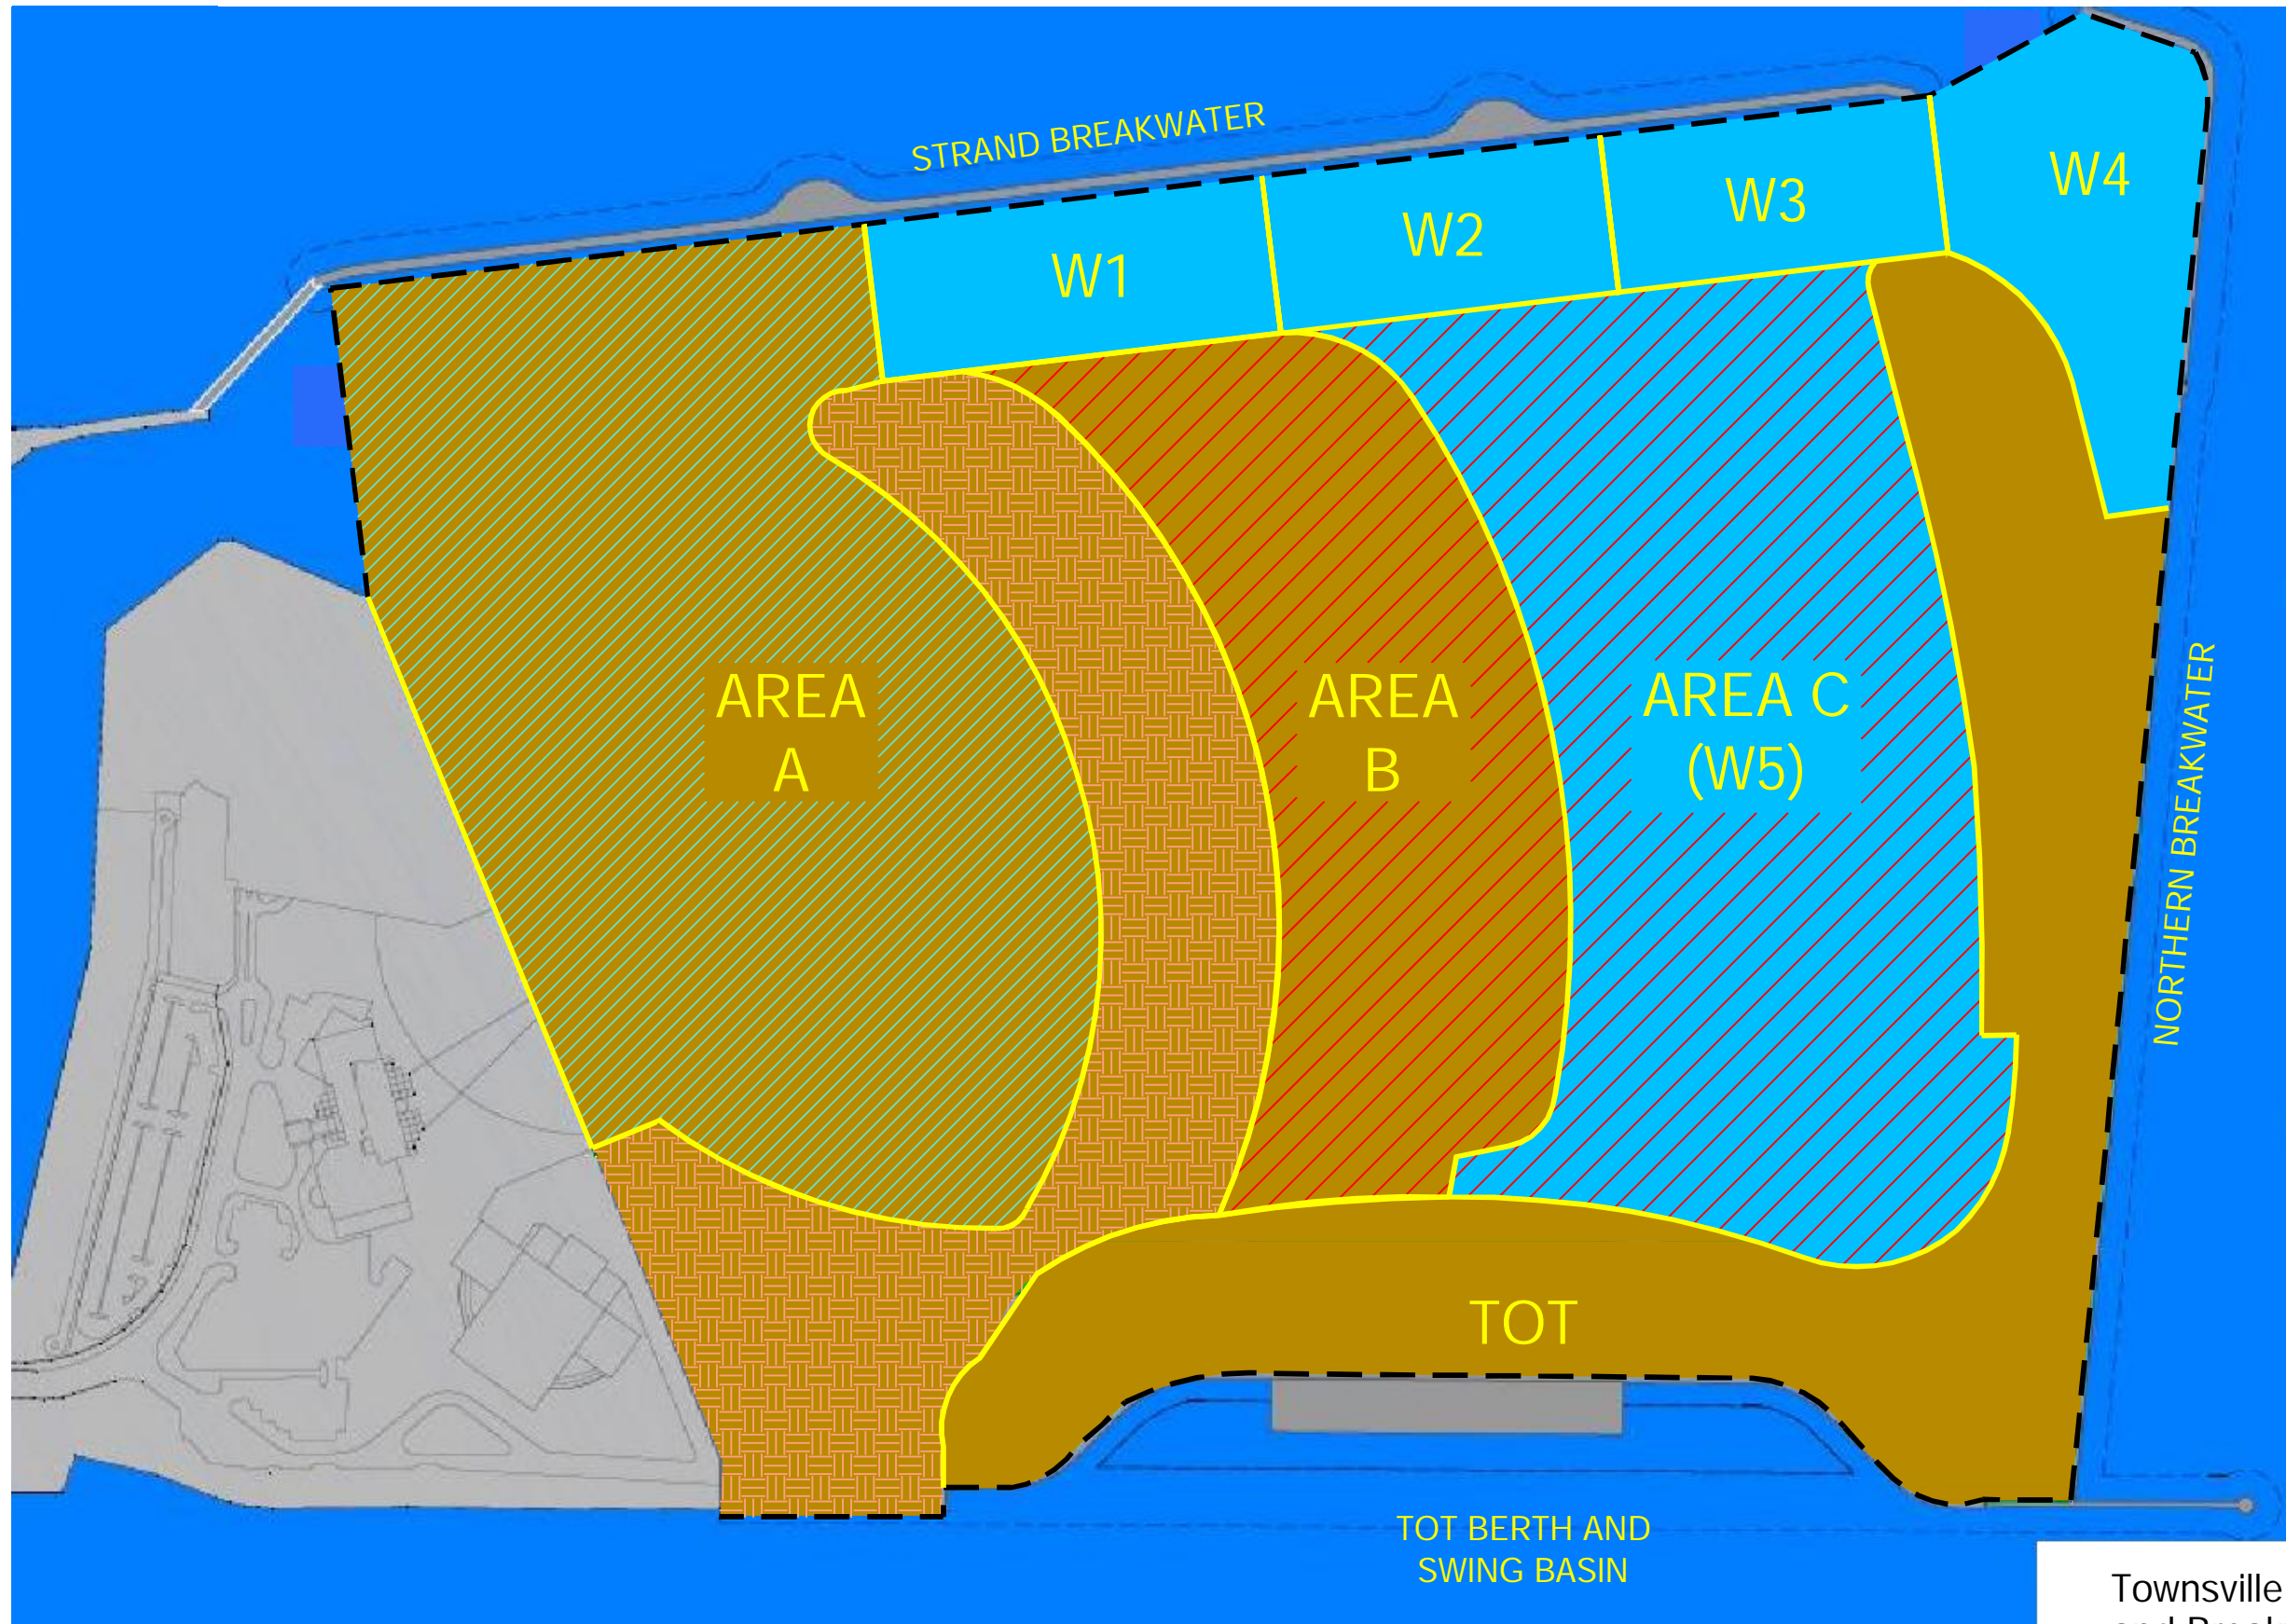 STRAND BREAKWATER
W1
W2
W3
W4
AREA
A
AREA
B
AREA C
(W5)
NORTHERN BREAKWATER
TOT
TOT BERTH AND
SWING BASIN
Townsville
and